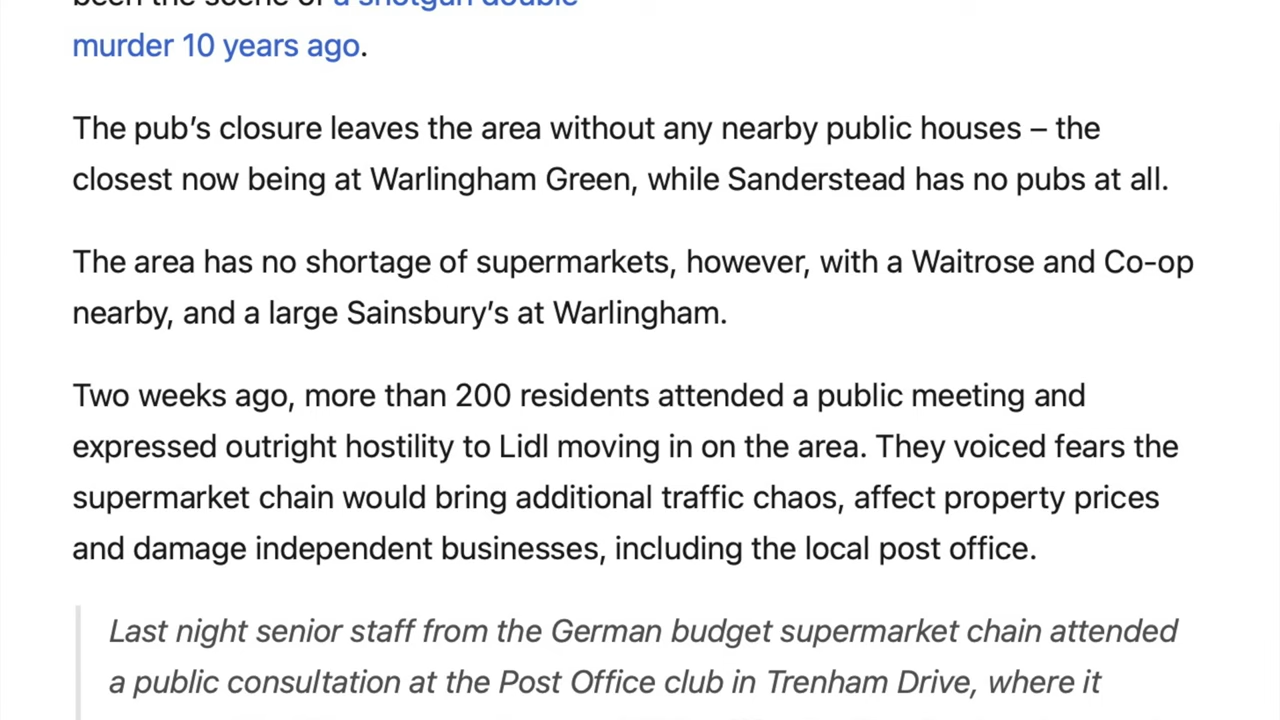 been the scene of a shotgun double
murder 10 years ago.
The pub’s closure leaves the area without any nearby public houses – the
closest now being at Warlingham Green, while Sanderstead has no pubs at all.
The area has no shortage of supermarkets, however, with a Waitrose and Co-op
nearby, and a large Sainsbury’s at Warlingham.
Two weeks ago, more than 200 residents attended a public meeting and
expressed outright hostility to Lidl moving in on the area. They voiced fears the
supermarket chain would bring additional traffic chaos, affect property prices
and damage independent businesses, including the local post office.
Last night senior staff from the German budget supermarket chain attended
a public consultation at the Post Office club in Trenham Drive, where it